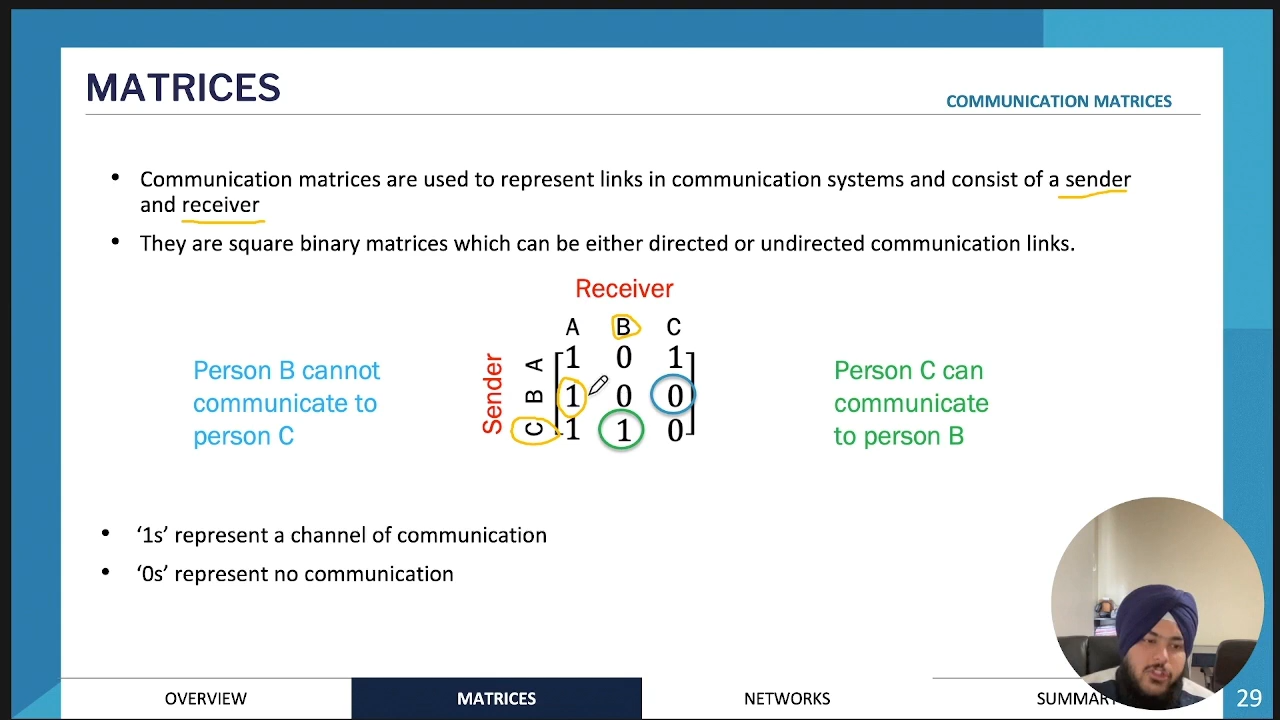 MATRICES
COMMUNICATION MATRICES
• Communication matrices are used to represent links in communication systems and consist of a sender
and receiver
• They are square binary matrices which can be either directed or undirected communication links.
Receiver
A B C
Sender
A 1 0 1
B 1 0 0
C 1 1 0
Person B cannot
communicate to
person C
Person C can
communicate
to person B
• ‘1s’ represent a channel of communication
• ‘0s’ represent no communication
OVERVIEW
MATRICES
NETWORKS
29